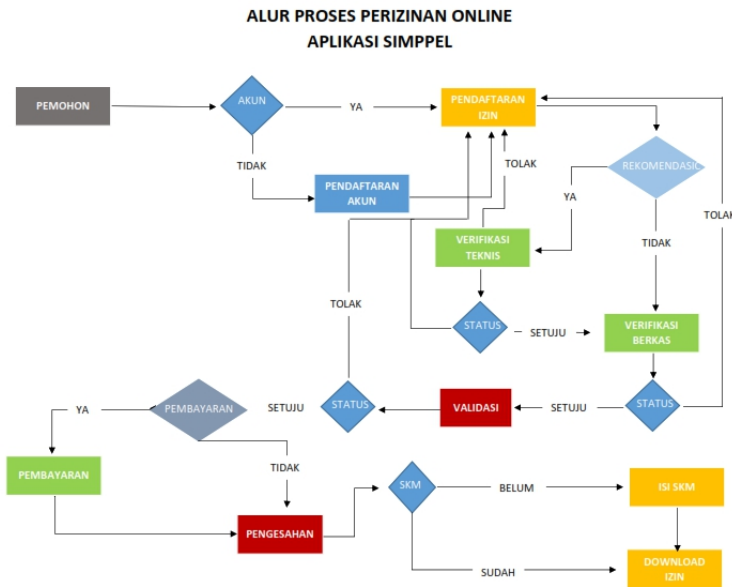 ALUR PROSES PERIZINAN ONLINE
APLIKASI SIMPPEL
PEMOHON
AKUN
YA
PENDAFTARAN
IZIN
TIDAK
PENDAFTARAN
AKUN
TOLAK
REKOMENDASIC
YA
TOLAK
VERIFIKASI
TEKNIS
TIDAK
TOLAK
STATUS
SETUJU
VERIFIKASI
BERKAS
YA
PEMBAYARAN
SETUJU
STATUS
VALIDASI
SETUJU
STATUS
PEMBAYARAN
TIDAK
PENGESAHAN
SKM
BELUM
ISI SKM
SUDAH
DOWNLOAD
IZIN